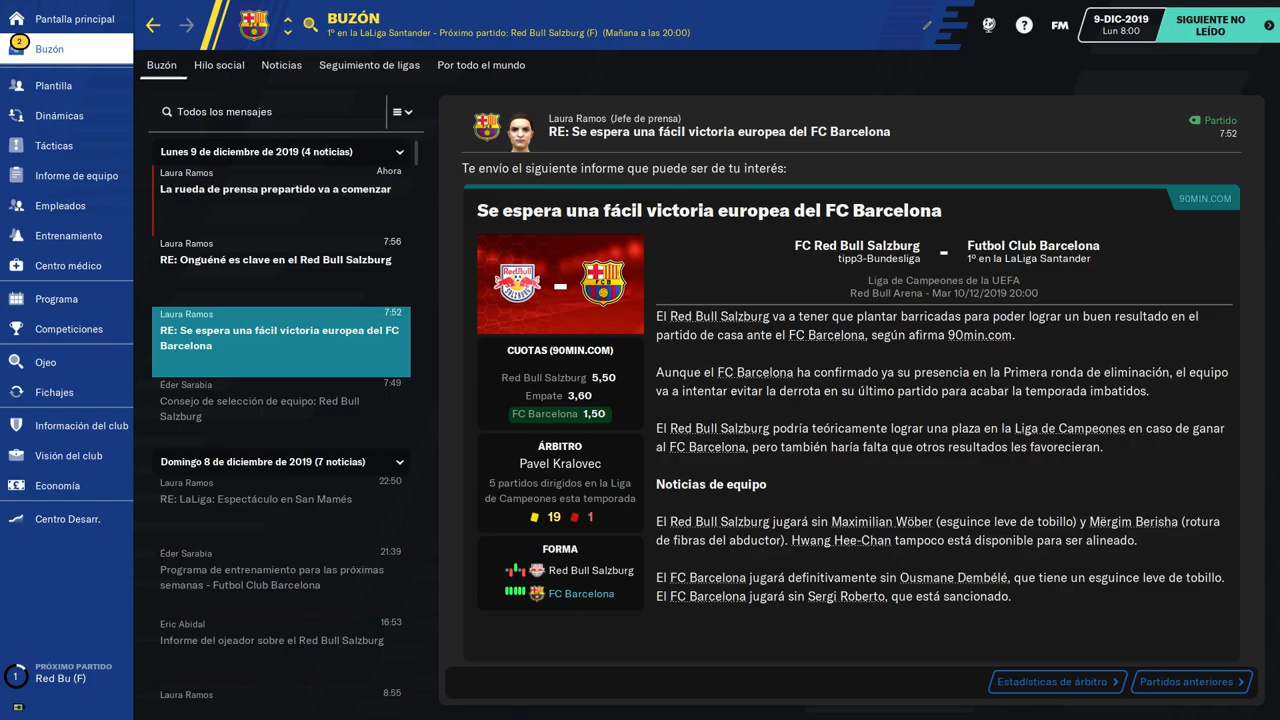 Pantalla principal
2
Buzón
Plantilla
Dinámicas
Tácticas
Informe de equipo
Empleados
Entrenamiento
Centro médico
Programa
Competiciones
Ojeo
Fichajes
Información del club
Visión del club
Economía
Centro Desarr.
1
PRÓXIMO PARTIDO
Red Bu (F)
BUZÓN
1º en la LaLiga Santander - Próximo partido: Red Bull Salzburg (F) (Mañana a las 20:00)
?
FM
9-DIC-2019
Lun 8:00
SIGUIENTE NO
LEÍDO
Buzón
Hilo social
Noticias
Seguimiento de ligas
Por todo el mundo
Todos los mensajes
Lunes 9 de diciembre de 2019 (4 noticias)
Laura Ramos Ahora
La rueda de prensa prepartido va a comenzar
Laura Ramos 7:56
RE: Onguéné es clave en el Red Bull Salzburg
Laura Ramos 7:52
RE: Se espera una fácil victoria europea del FC
Barcelona
Éder Sarabia 7:49
Consejo de selección de equipo: Red Bull
Salzburg
Domingo 8 de diciembre de 2019 (7 noticias)
Laura Ramos 22:50
RE: LaLiga: Espectáculo en San Mamés
Éder Sarabia 21:39
Programa de entrenamiento para las próximas
semanas - Futbol Club Barcelona
Eric Abidal 16:53
Informe del ojeador sobre el Red Bull Salzburg
Laura Ramos 8:55
Laura Ramos (Jefe de prensa)
RE: Se espera una fácil victoria europea del FC Barcelona
Partido
7:52
Te envío el siguiente informe que puede ser de tu interés:
90MIN.COM
Se espera una fácil victoria europea del FC Barcelona
RedBull
FCB
CUOTAS (90MIN.COM)
Red Bull Salzburg 5,50
Empate 3,60
FC Barcelona 1,50
ÁRBITRO
Pavel Kralovec
5 partidos dirigidos en la Liga
de Campeones esta temporada
19 1
FORMA
Red Bull Salzburg
FC Barcelona
FC Red Bull Salzburg - Futbol Club Barcelona
tipp3-Bundesliga 1º en la LaLiga Santander
Liga de Campeones de la UEFA
Red Bull Arena - Mar 10/12/2019 20:00
El Red Bull Salzburg va a tener que plantar barricadas para poder lograr un buen resultado en el
partido de casa ante el FC Barcelona, según afirma 90min.com.
Aunque el FC Barcelona ha confirmado ya su presencia en la Primera ronda de eliminación, el equipo
va a intentar evitar la derrota en su último partido para acabar la temporada imbatidos.
El Red Bull Salzburg podría teóricamente lograr una plaza en la Liga de Campeones en caso de ganar
al FC Barcelona, pero también haría falta que otros resultados les favorecieran.
Noticias de equipo
El Red Bull Salzburg jugará sin Maximilian Wöber (esguince leve de tobillo) y Mërgim Berisha (rotura
de fibras del abductor). Hwang Hee-Chan tampoco está disponible para ser alineado.
El FC Barcelona jugará definitivamente sin Ousmane Dembélé, que tiene un esguince leve de tobillo.
El FC Barcelona jugará sin Sergi Roberto, que está sancionado.
Estadísticas de árbitro
Partidos anteriores